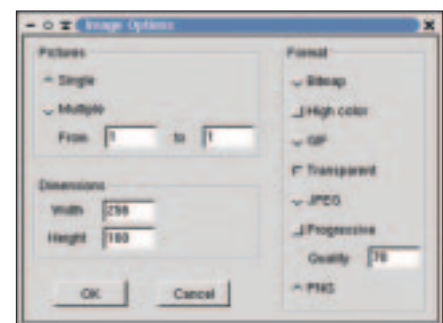 Image Options
Pictures
Single
Multiple
From 1 to 1
Dimensions
Width 256
Height 160
OK
Cancel
Format
Bitmap
High color
GIF
Transparent
JPEG
Progressive
Quality 70
PNG